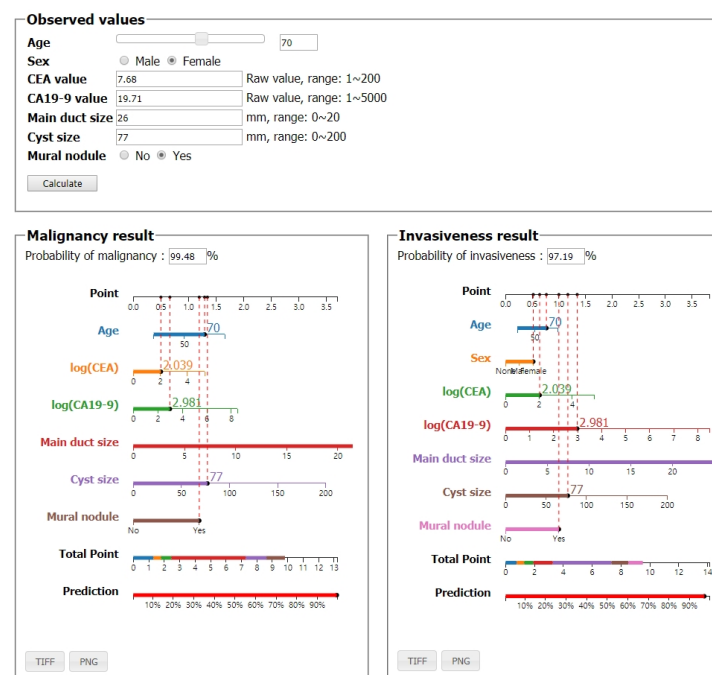 Observed values
Age 70
Sex Male Female
CEA value 7.68 Raw value, range: 1~200
CA19-9 value 19.71 Raw value, range: 1~5000
Main duct size 26 mm, range: 0~20
Cyst size 77 mm, range: 0~200
Mural nodule No Yes
Calculate
Malignancy result
Probability of malignancy : 99.48 %
Point
0.0 0.5 1.0 1.5 2.0 2.5 3.0 3.5
Age 70
50
log(CEA) 2.039
0 2 4
log(CA19-9) 2.981
0 2 4 6 8
Main duct size
0 5 10 15 20
Cyst size 77
0 50 100 150 200
Mural nodule
No Yes
Total Point
0 1 2 3 4 5 6 7 8 9 10 11 12 13
Prediction
10% 20% 30% 40% 50% 60% 70% 80% 90%
TIFF PNG
Invasiveness result
Probability of invasiveness : 97.19 %
Point
0.0 0.5 1.0 1.5 2.0 2.5 3.0 3.5
Age 70
50
Sex
None Male Female
log(CEA) 2.039
0 2 4
log(CA19-9) 2.981
0 1 2 3 4 5 6 7 8
Main duct size
0 5 10 15 20
Cyst size 77
0 50 100 150 200
Mural nodule
No Yes
Total Point
0 2 4 6 8 10 12 14
Prediction
10% 20% 30% 40% 50% 60% 70% 80% 90%
TIFF PNG